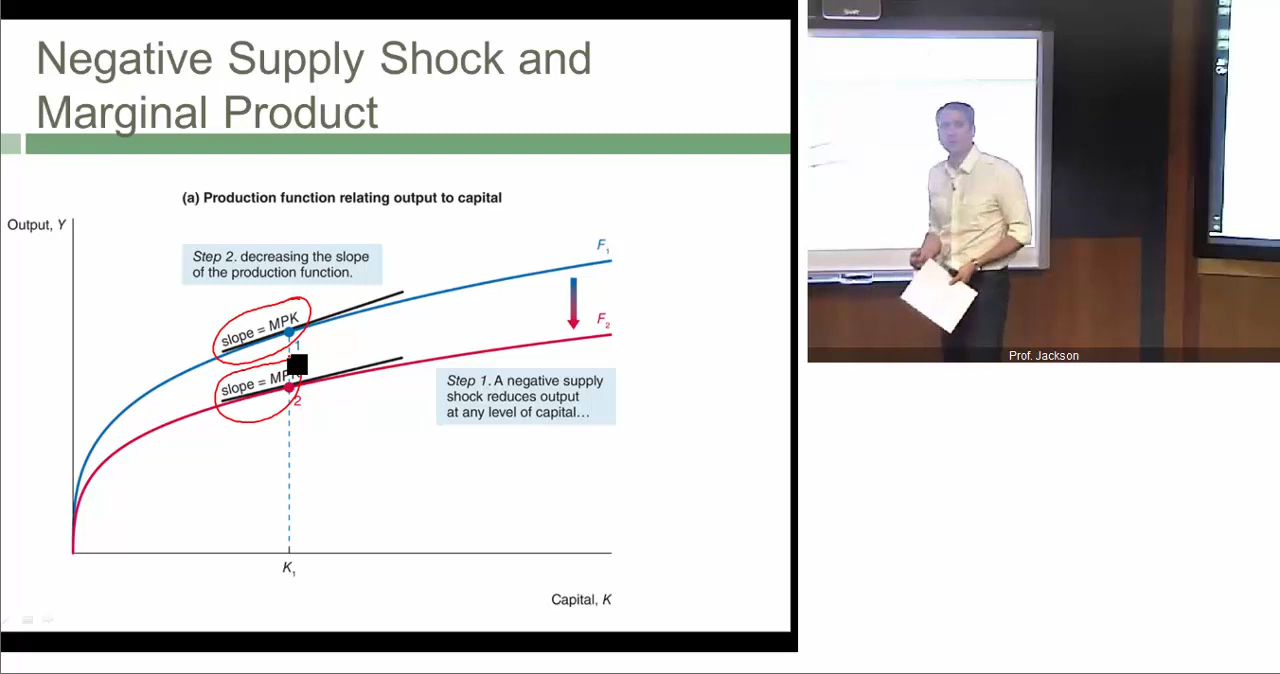 Negative Supply Shock and
Marginal Product
(a) Production function relating output to capital
Output, Y
Step 2. decreasing the slope
of the production function.
F1
slope = MPK
1
F2
slope = MPK
2
Step 1. A negative supply
shock reduces output
at any level of capital…
K1
Capital, K
Prof. Jackson